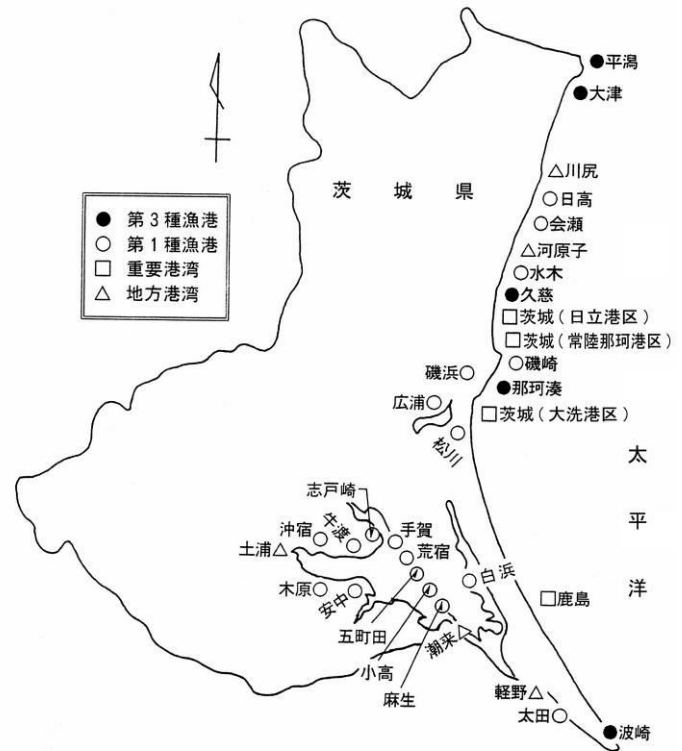 平潟
大津
川尻
日高
会瀬
河原子
水木
久慈
茨城(日立港区)
茨城(常陸那珂港区)
磯崎
那珂湊
茨城(大洗港区)
茨城県
第3種漁港
第1種漁港
重要港湾
地方港湾
磯浜
広浦
松川
太平洋
志戸崎
牛渡
沖宿
土浦
手賀
荒宿
白浜
木原
安中
鹿島
五町田
小高
麻生
潮来
軽野
太田
波崎